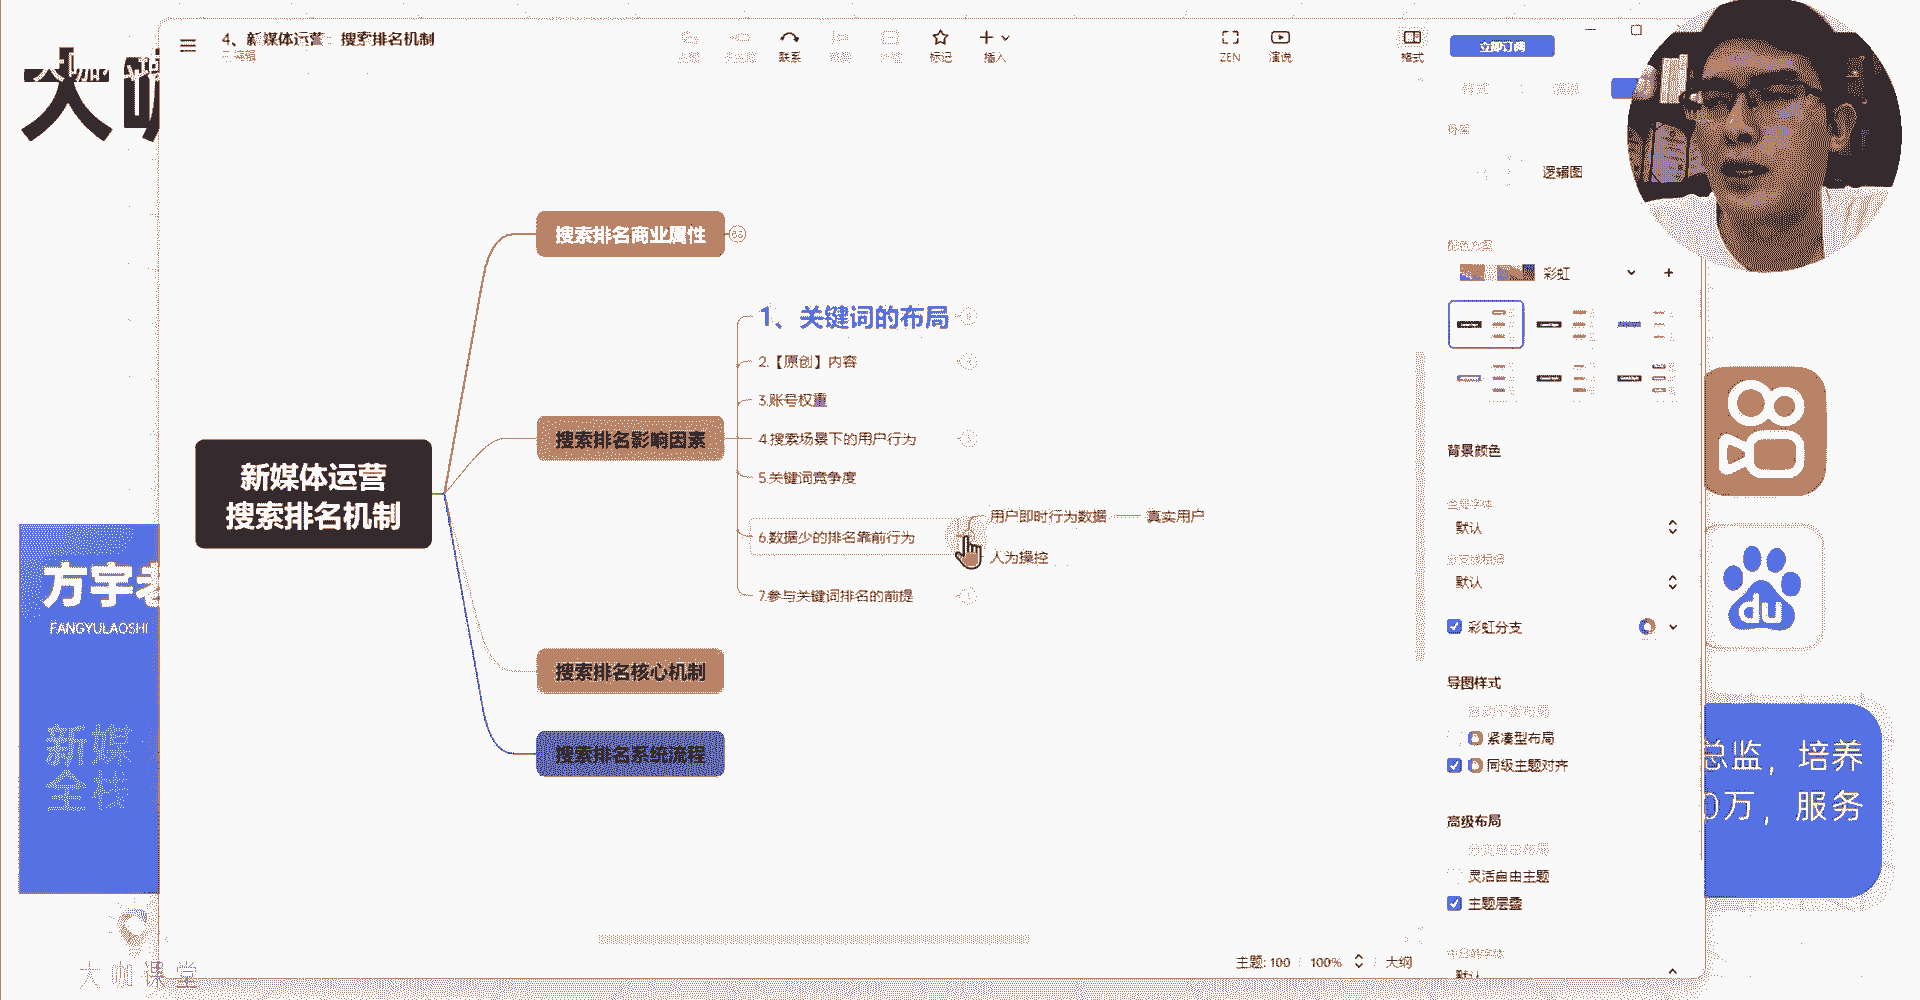 4、新媒体运营 搜索排名机制
已编辑
联系
标记
插入
ZEN
演说
格式
立即订阅
大咖
逻辑图
彩虹
搜索排名商业属性
1、关键词的布局
2.【原创】内容
3.账号权重
4.搜索场景下的用户行为
搜索排名影响因素
5.关键词竞争度
6.数据少的排名靠前行为
用户即时行为数据
真实用户
人为操控
7.参与关键词排名的前提
新媒体运营
搜索排名机制
搜索排名核心机制
搜索排名系统流程
背景颜色
默认
默认
彩虹分支
导图样式
紧凑型布局
同级主题对齐
高级布局
灵活自由主题
主题层叠
默认
主题: 100
100%
大纲
方宇老
FANGYULAOSHI
新媒
全栈
大咖课堂
du
总监，培养
0万，服务